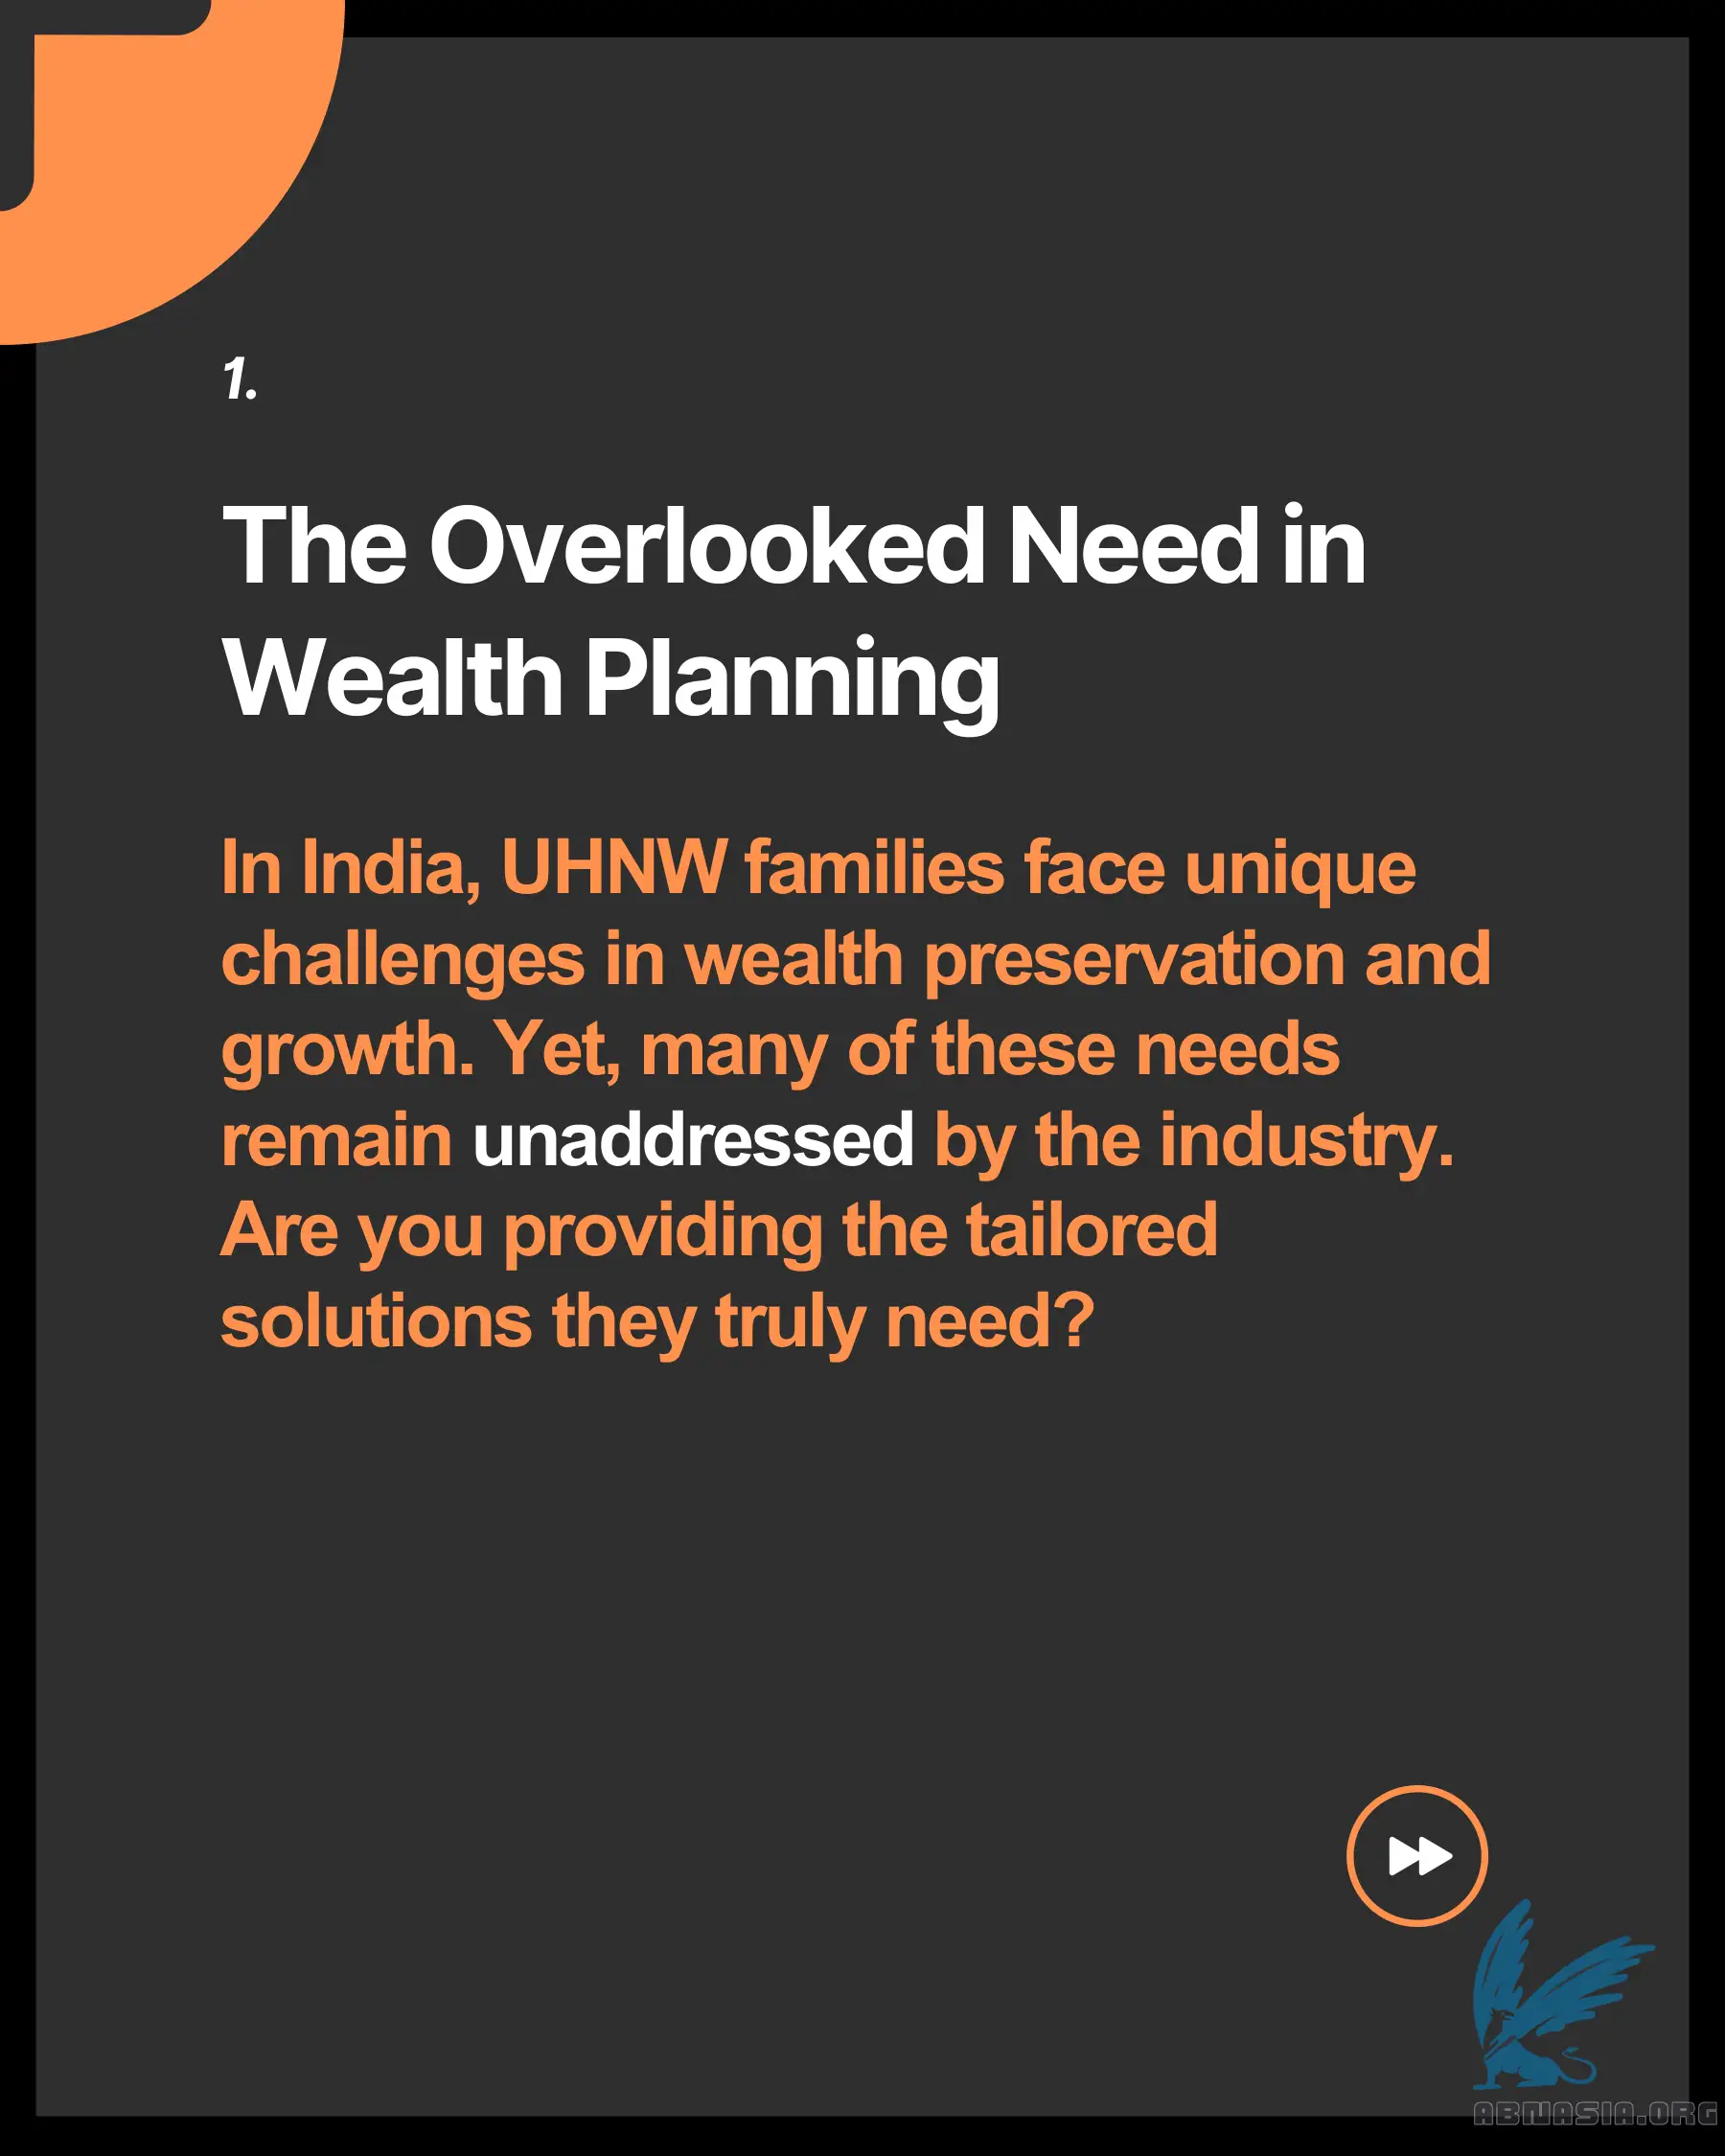 1.
The Overlooked Need in
Wealth Planning
In India, UHNW families face unique
challenges in wealth preservation and
growth. Yet, many of these needs
remain unaddressed by the industry.
Are you providing the tailored
solutions they truly need?
ABNASIA.ORG